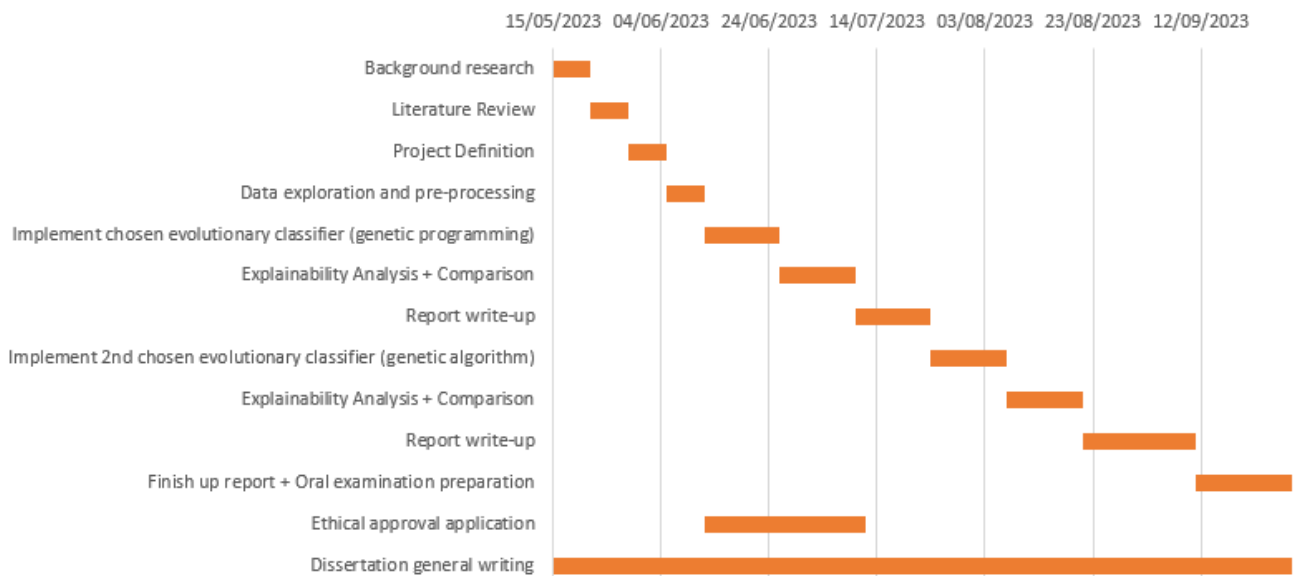 15/05/2023 04/06/2023 24/06/2023 14/07/2023 03/08/2023 23/08/2023 12/09/2023
Background research
Literature Review
Project Definition
Data exploration and pre-processing
Implement chosen evolutionary classifier (genetic programming)
Explainability Analysis + Comparison
Report write-up
Implement 2nd chosen evolutionary classifier (genetic algorithm)
Explainability Analysis + Comparison
Report write-up
Finish up report + Oral examination preparation
Ethical approval application
Dissertation general writing